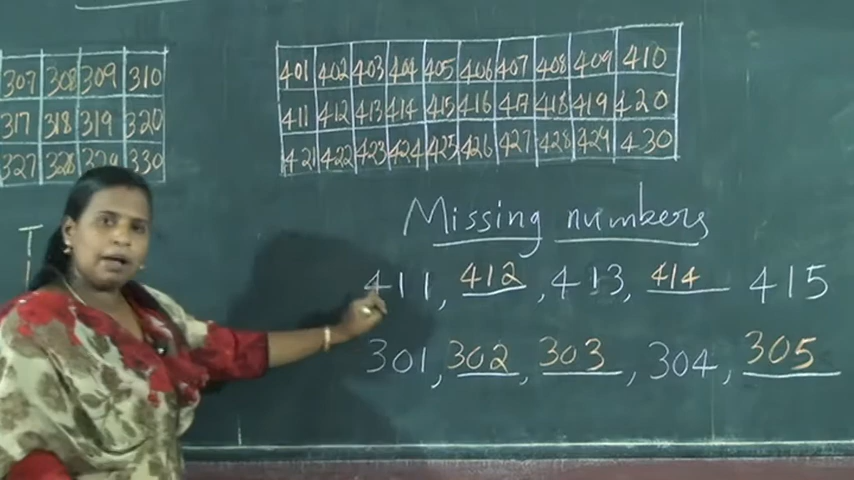 307 308 309 310
317 318 319 320
327 328 329 330
401 402 403 404 405 406 407 408 409 410
411 412 413 414 415 416 417 418 419 420
421 422 423 424 425 426 427 428 429 430
Missing numbers
411, 412, 413, 414 415
301, 302, 303, 304, 305